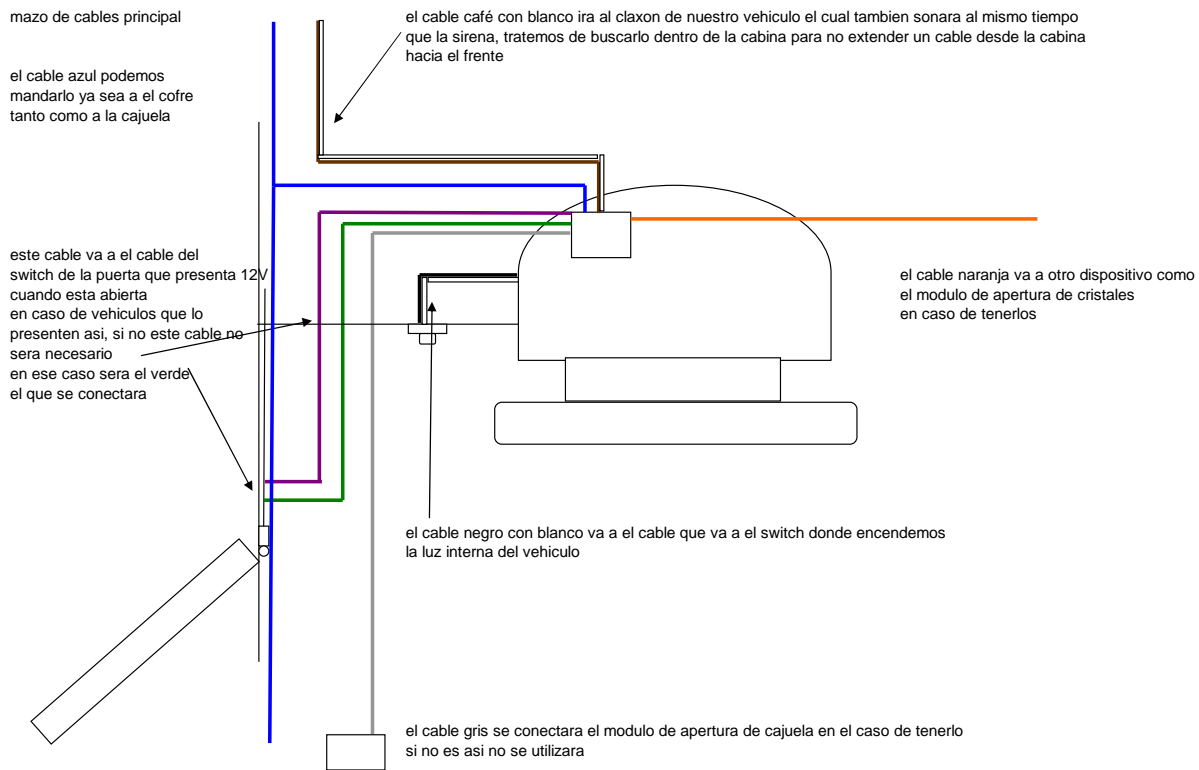 mazo de cables principal
el cable café con blanco ira al claxon de nuestro vehiculo el cual tambien sonara al mismo tiempo
que la sirena, tratemos de buscarlo dentro de la cabina para no extender un cable desde la cabina
hacia el frente
el cable azul podemos
mandarlo ya sea a el cofre
tanto como a la cajuela
este cable va a el cable del
switch de la puerta que presenta 12V
cuando esta abierta
en caso de vehiculos que lo
presenten asi, si no este cable no
sera necesario
en ese caso sera el verde
el que se conectara
el cable naranja va a otro dispositivo como
el modulo de apertura de cristales
en caso de tenerlos
el cable negro con blanco va a el cable que va a el switch donde encendemos
la luz interna del vehiculo
el cable gris se conectara el modulo de apertura de cajuela en el caso de tenerlo
si no es asi no se utilizara